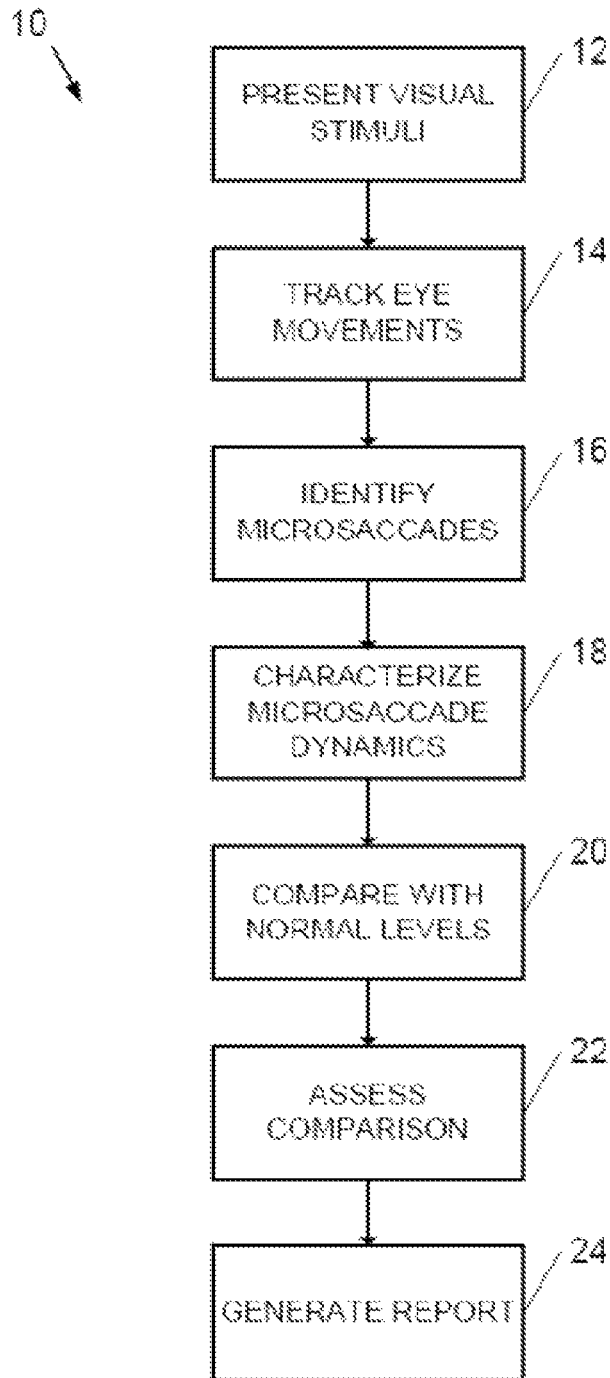 10
12
PRESENT VISUAL
STIMULI
14
TRACK EYE
MOVEMENTS
16
IDENTIFY
MICROSACCADES
18
CHARACTERIZE
MICROSACCADE
DYNAMICS
20
COMPARE WITH
NORMAL LEVELS
22
ASSESS
COMPARISON
24
GENERATE REPORT